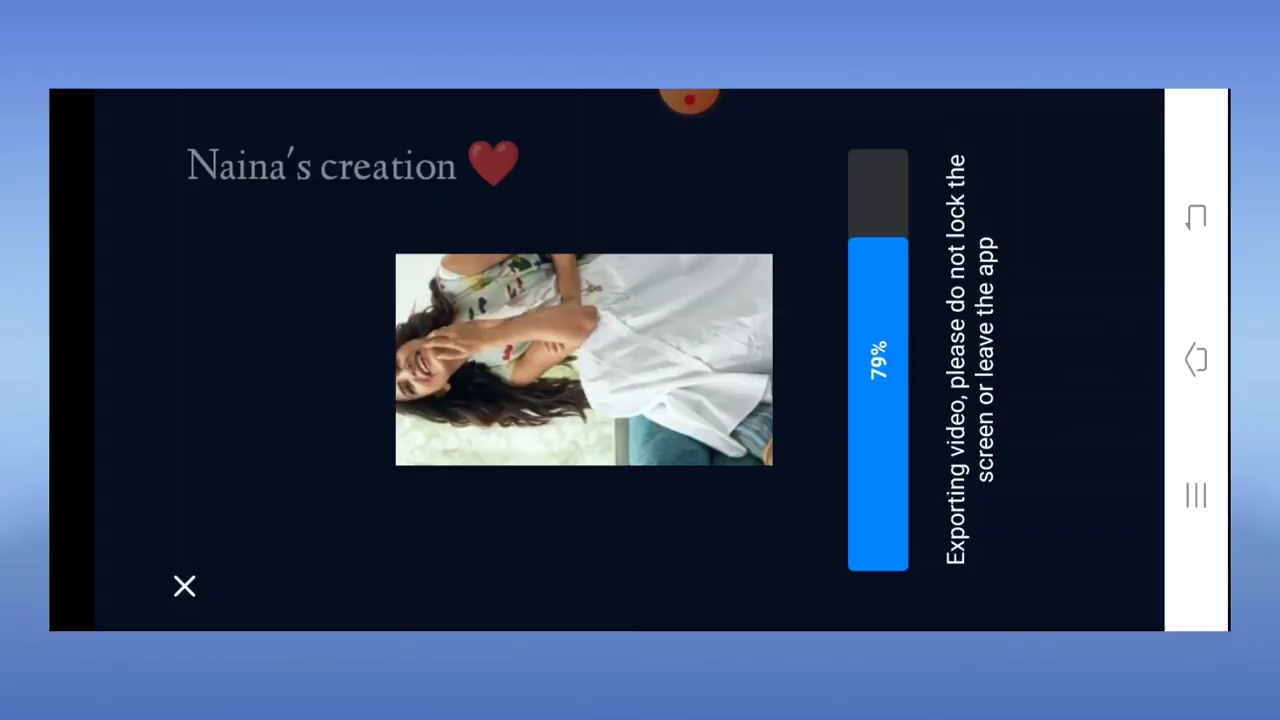 Naina's creation ❤️
79%
Exporting video, please do not lock the
screen or leave the app